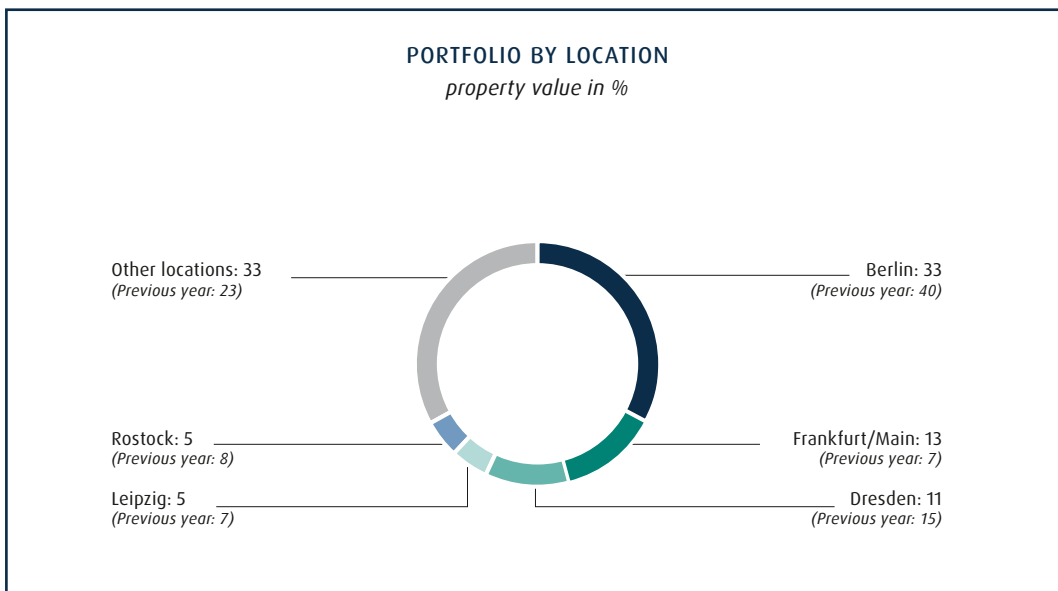 PORTFOLIO BY LOCATION
property value in %
Other locations: 33
(Previous year: 23)
Berlin: 33
(Previous year: 40)
Rostock: 5
(Previous year: 8)
Frankfurt/Main: 13
(Previous year: 7)
Leipzig: 5
(Previous year: 7)
Dresden: 11
(Previous year: 15)